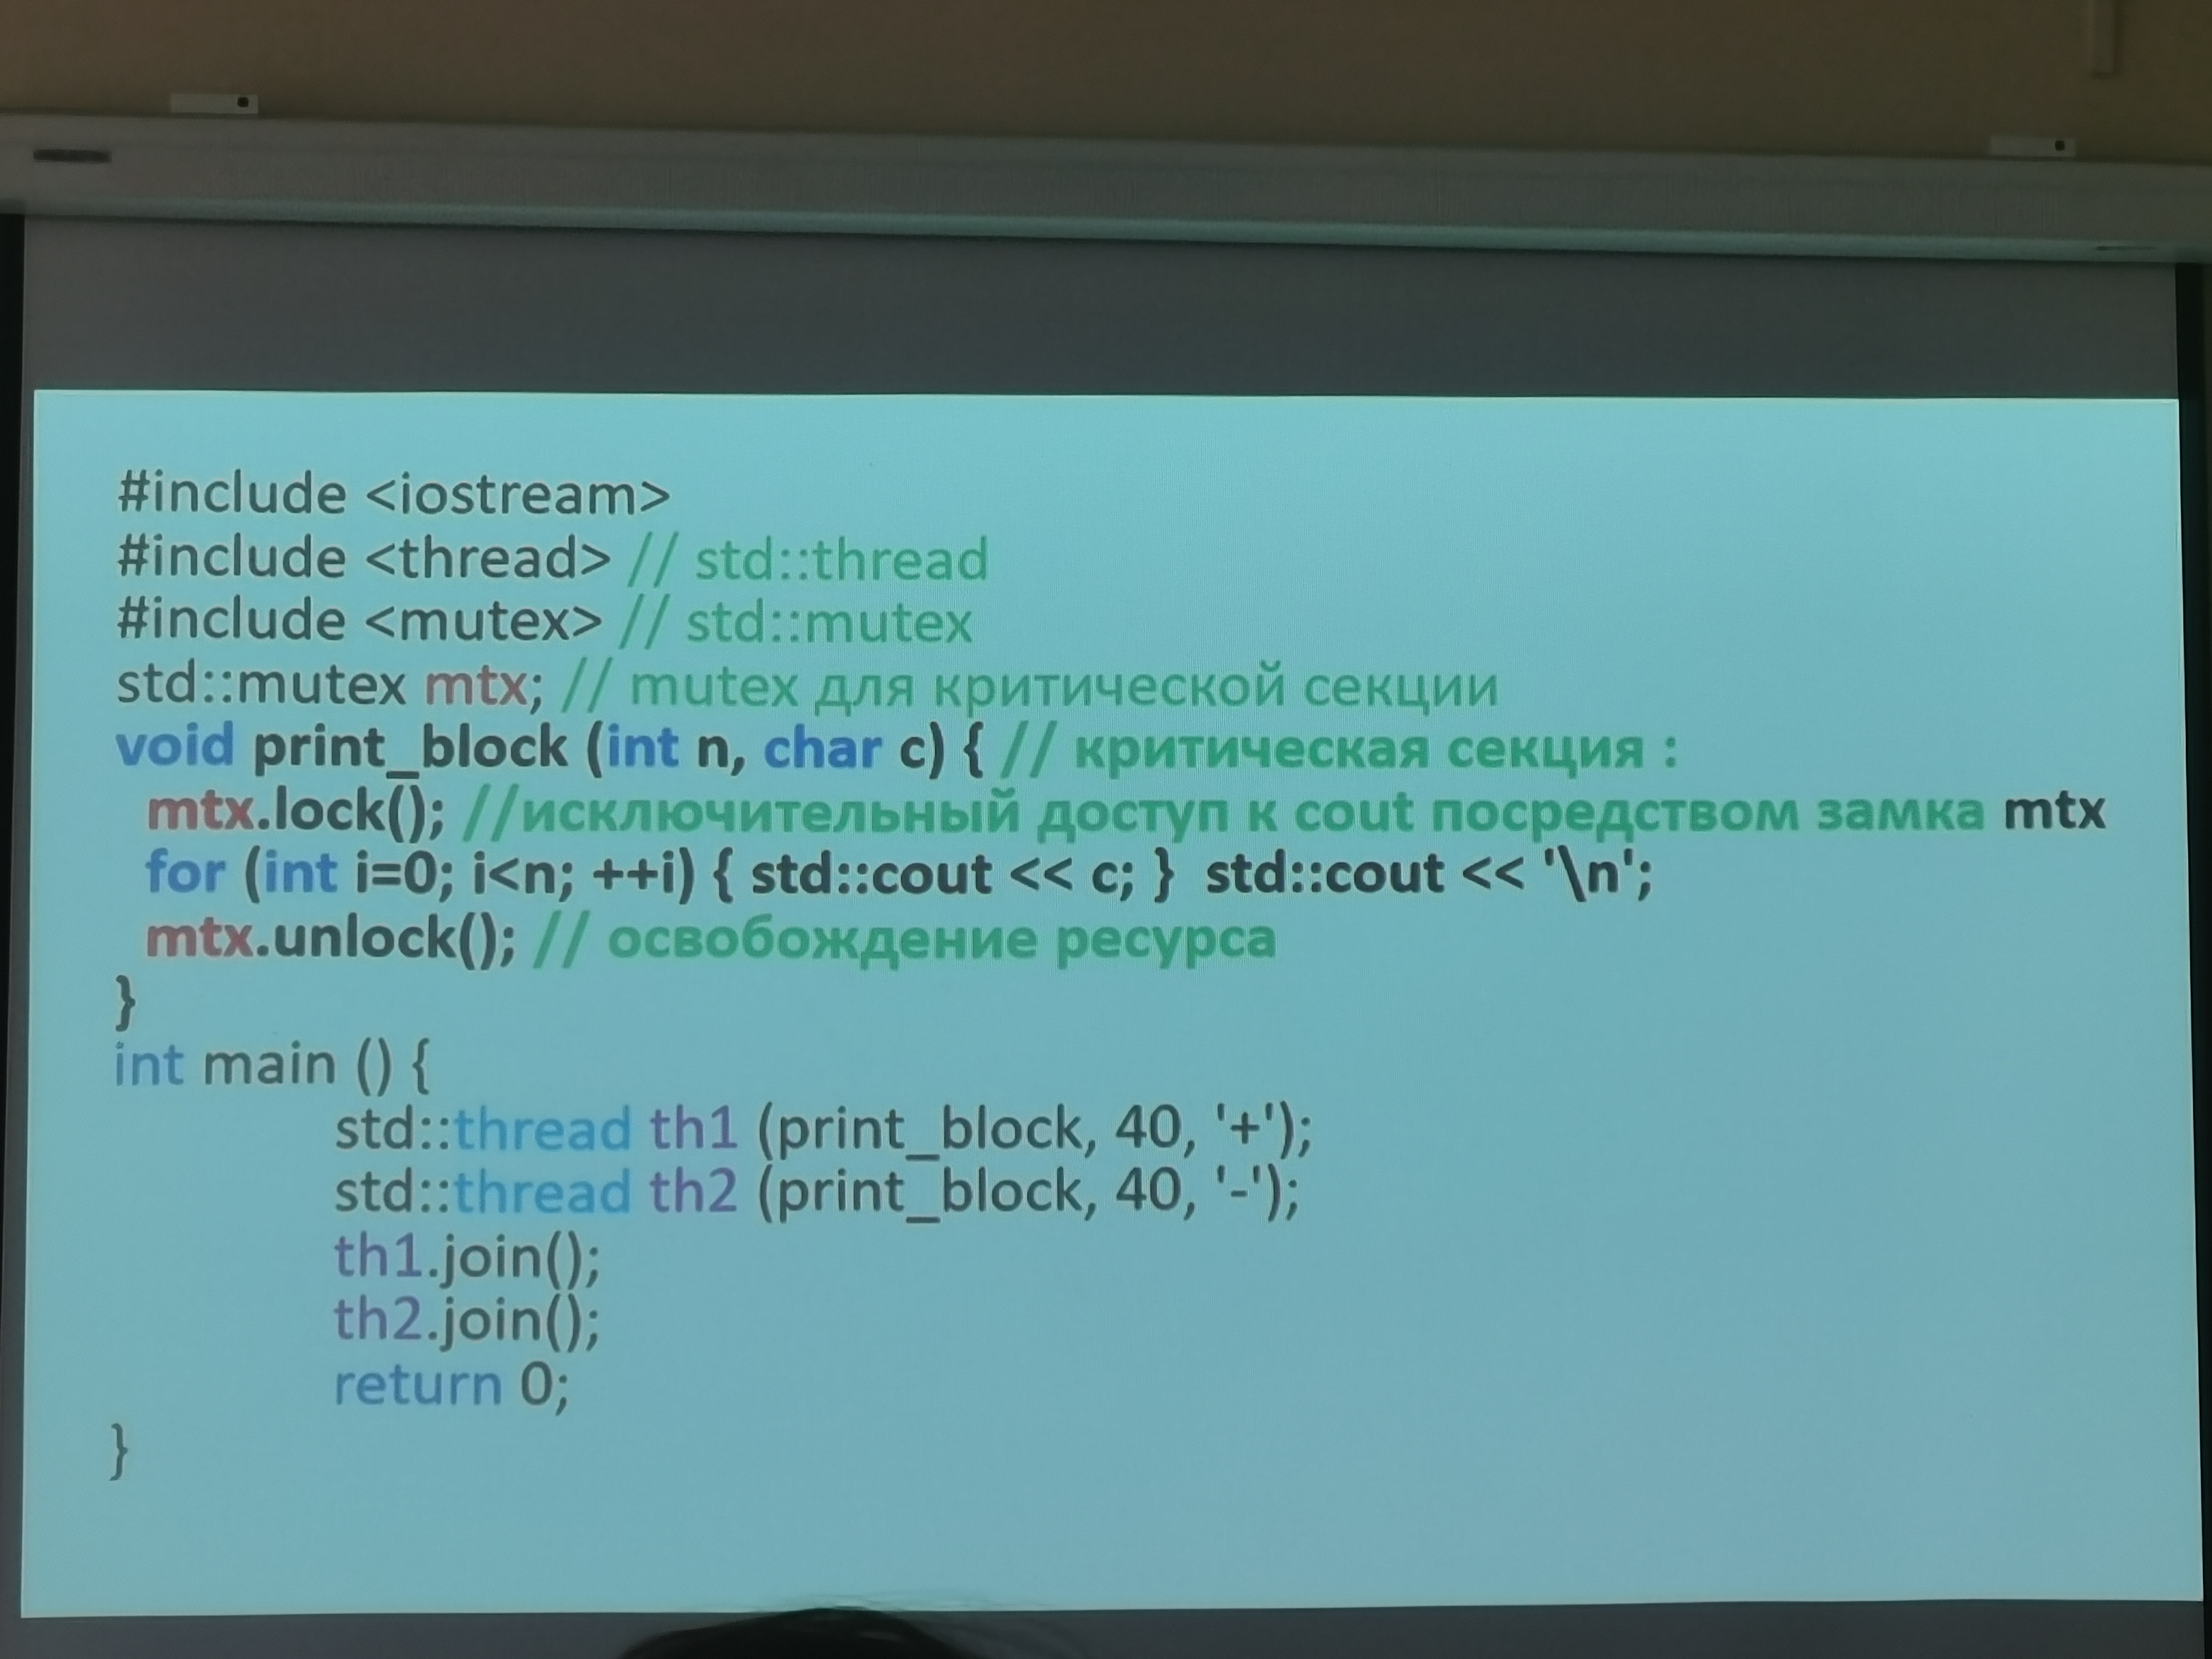 #include <iostream>
#include <thread> // std::thread
#include <mutex> // std::mutex
std::mutex mtx; // mutex для критической секции
void print_block (int n, char c) { // критическая секция :
mtx.lock(); //исключительный доступ к cout посредством замка mtx
for (int i=0; i<n; ++i) { std::cout << c; } std::cout << '\n';
mtx.unlock(); // освобождение ресурса
}
int main () {
std::thread th1 (print_block, 40, '+');
std::thread th2 (print_block, 40, '-');
th1.join();
th2.join();
return 0;
}